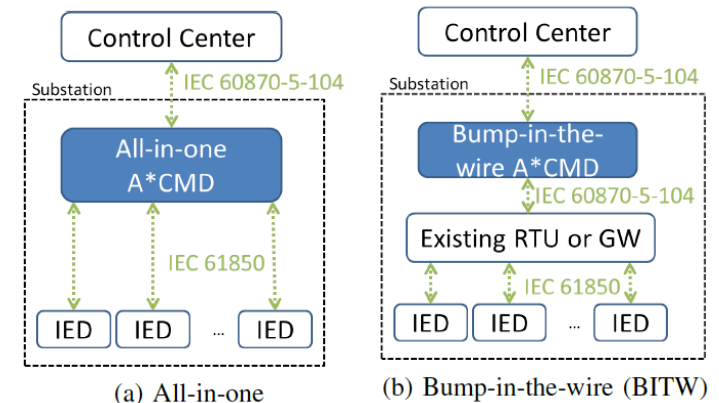 Control Center
IEC 60870-5-104
Substation
All-in-one
A*CMD
IEC 61850
IED IED ... IED
(a) All-in-one
Control Center
IEC 60870-5-104
Substation
Bump-in-the-
wire A*CMD
IEC 60870-5-104
Existing RTU or GW
IEC 61850
IED IED ... IED
(b) Bump-in-the-wire (BITW)